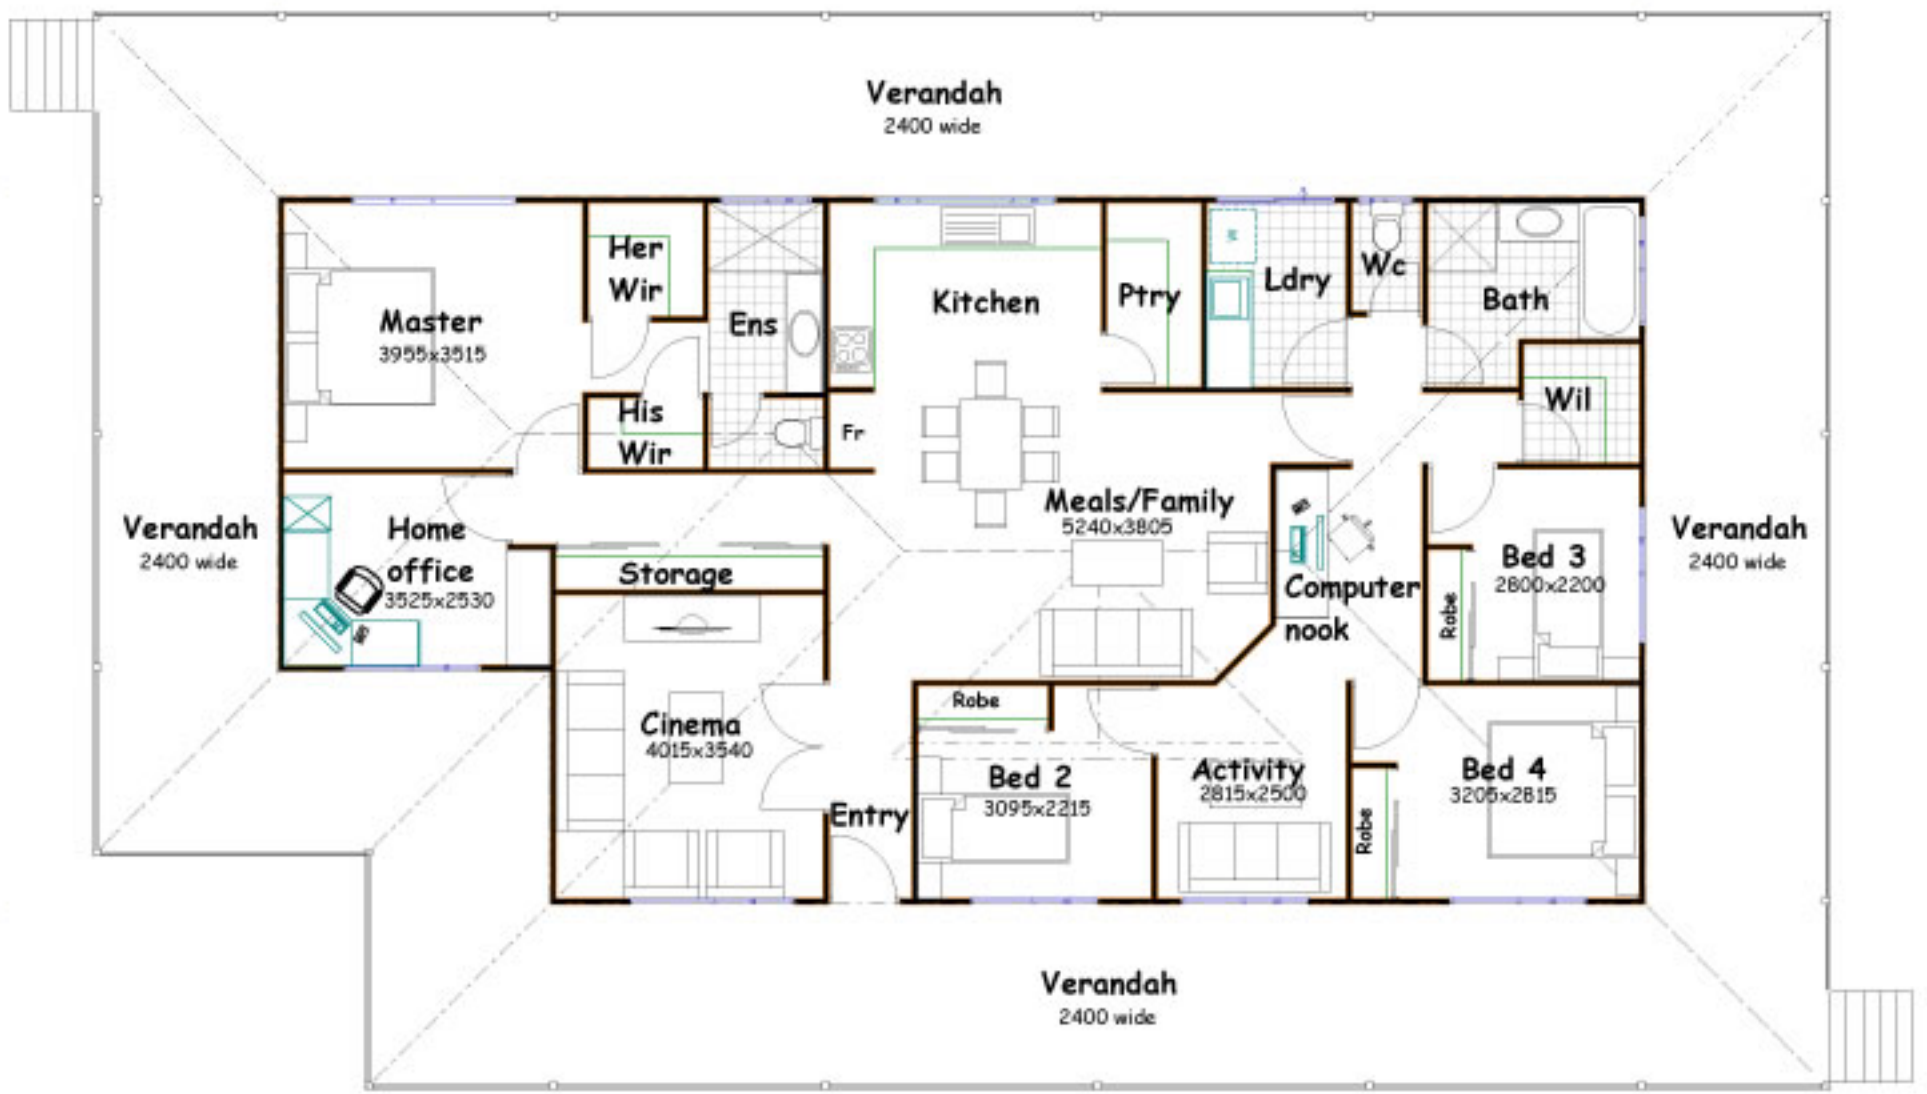 Verandah
2400 wide
Her
Wir
Master
3955x3515
Ens
Kitchen
Ptry
Ldry
Wc
Bath
His
Wir
Fr
Wil
Verandah
2400 wide
Home
office
3525x2530
Storage
Meals/Family
5240x3805
Computer
nook
Bed 3
2800x2200
Robe
Verandah
2400 wide
Cinema
4015x3540
Entry
Robe
Bed 2
3095x2215
Activity
2815x2500
Bed 4
3205x2815
Robe
Verandah
2400 wide